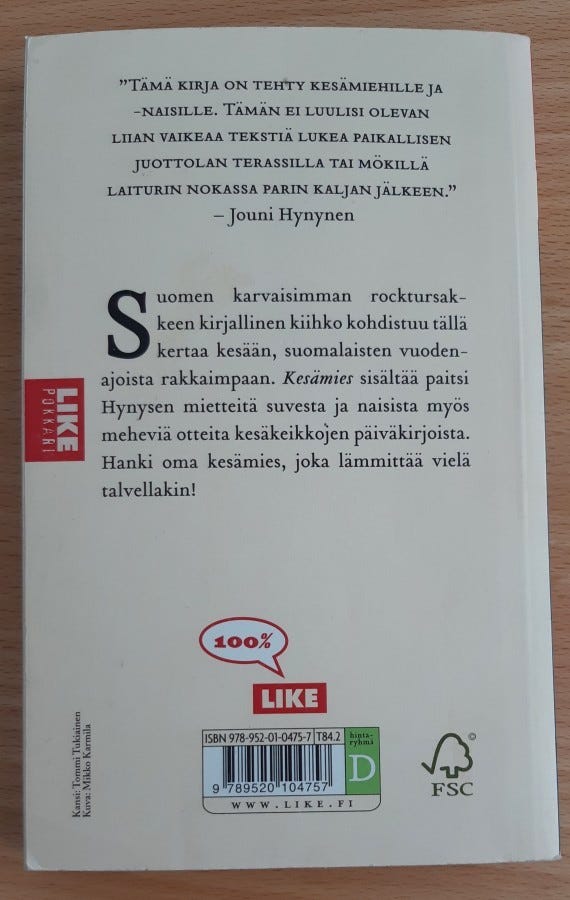 "Tämä kirja on tehty kesämiehille ja
-naisille. Tämän ei luulisi olevan
liian vaikeaa tekstiä lukea paikallisen
juottolan terassilla tai mökillä
laiturin nokassa parin kaljan jälkeen."
– Jouni Hynynen
Suomen karvaisimman rocktursak-
keen kirjallinen kiihko kohdistuu tällä
kertaa kesään, suomalaisten vuoden-
ajoista rakkaimpaan. Kesämies sisältää paitsi
Hynysen mietteitä suvesta ja naisista myös
meheviä otteita kesäkeikkojen päiväkirjoista.
Hanki oma kesämies, joka lämmittää vielä
talvellakin!
LIKE
POKKARI
100%
LIKE
ISBN 978-952-01-0475-7 T84.2
hinta-
ryhmä
D
9 789520 104757
WWW.LIKE.FI
FSC
Kansi: Tommi Tukiainen
Kuva: Mikko Karmila